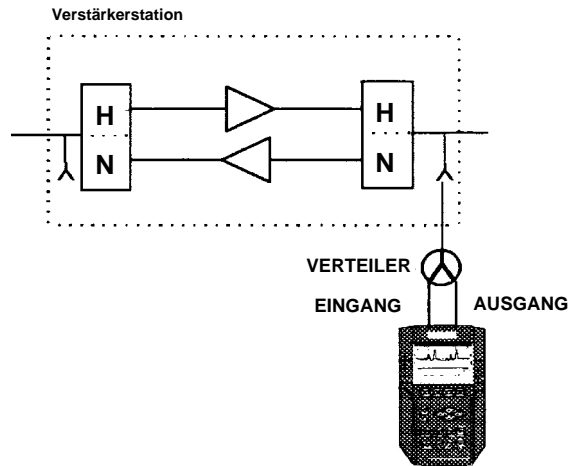 Verstärkerstation
H
H
N
N
VERTEILER
EINGANG
AUSGANG